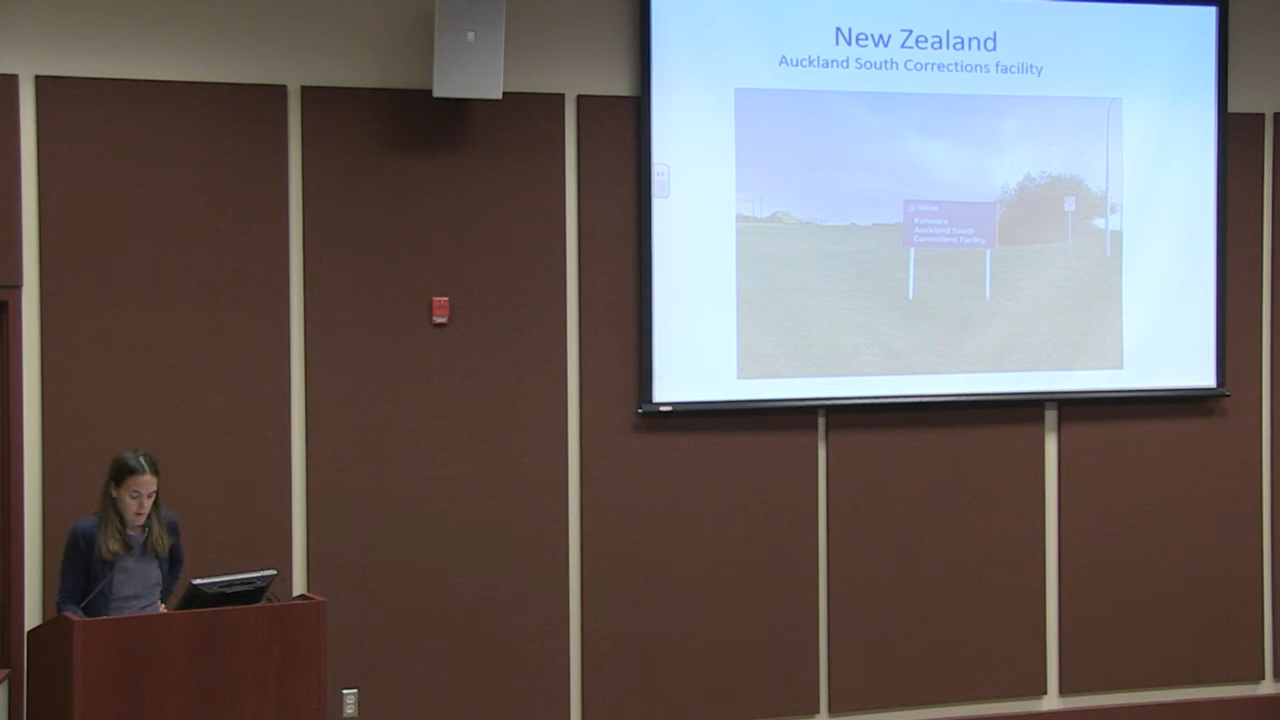 New Zealand
Auckland South Corrections facility
Kohuora
Auckland South
Corrections Facility